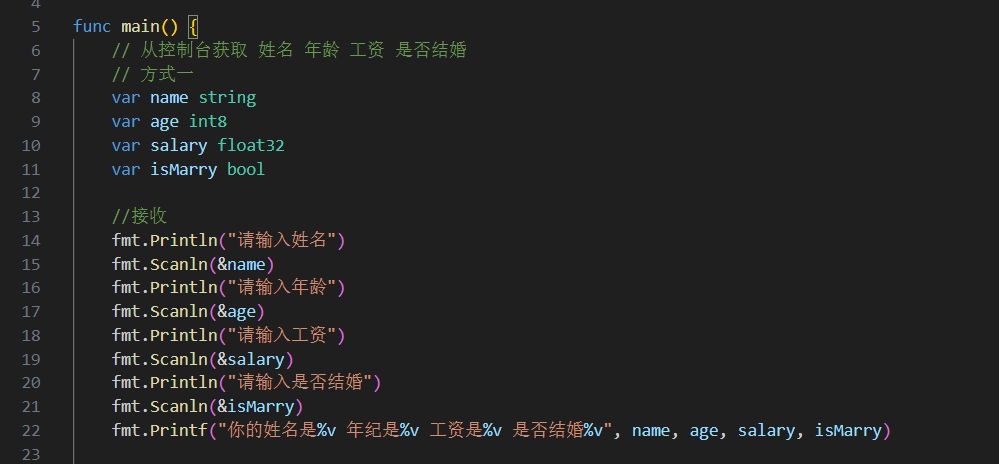 4
5 func main() {
6 // 从控制台获取 姓名 年龄 工资 是否结婚
7 // 方式一
8 var name string
9 var age int8
10 var salary float32
11 var isMarry bool
12
13 //接收
14 fmt.Println("请输入姓名")
15 fmt.Scanln(&name)
16 fmt.Println("请输入年龄")
17 fmt.Scanln(&age)
18 fmt.Println("请输入工资")
19 fmt.Scanln(&salary)
20 fmt.Println("请输入是否结婚")
21 fmt.Scanln(&isMarry)
22 fmt.Printf("你的姓名是%v 年纪是%v 工资是%v 是否结婚%v", name, age, salary, isMarry)
23